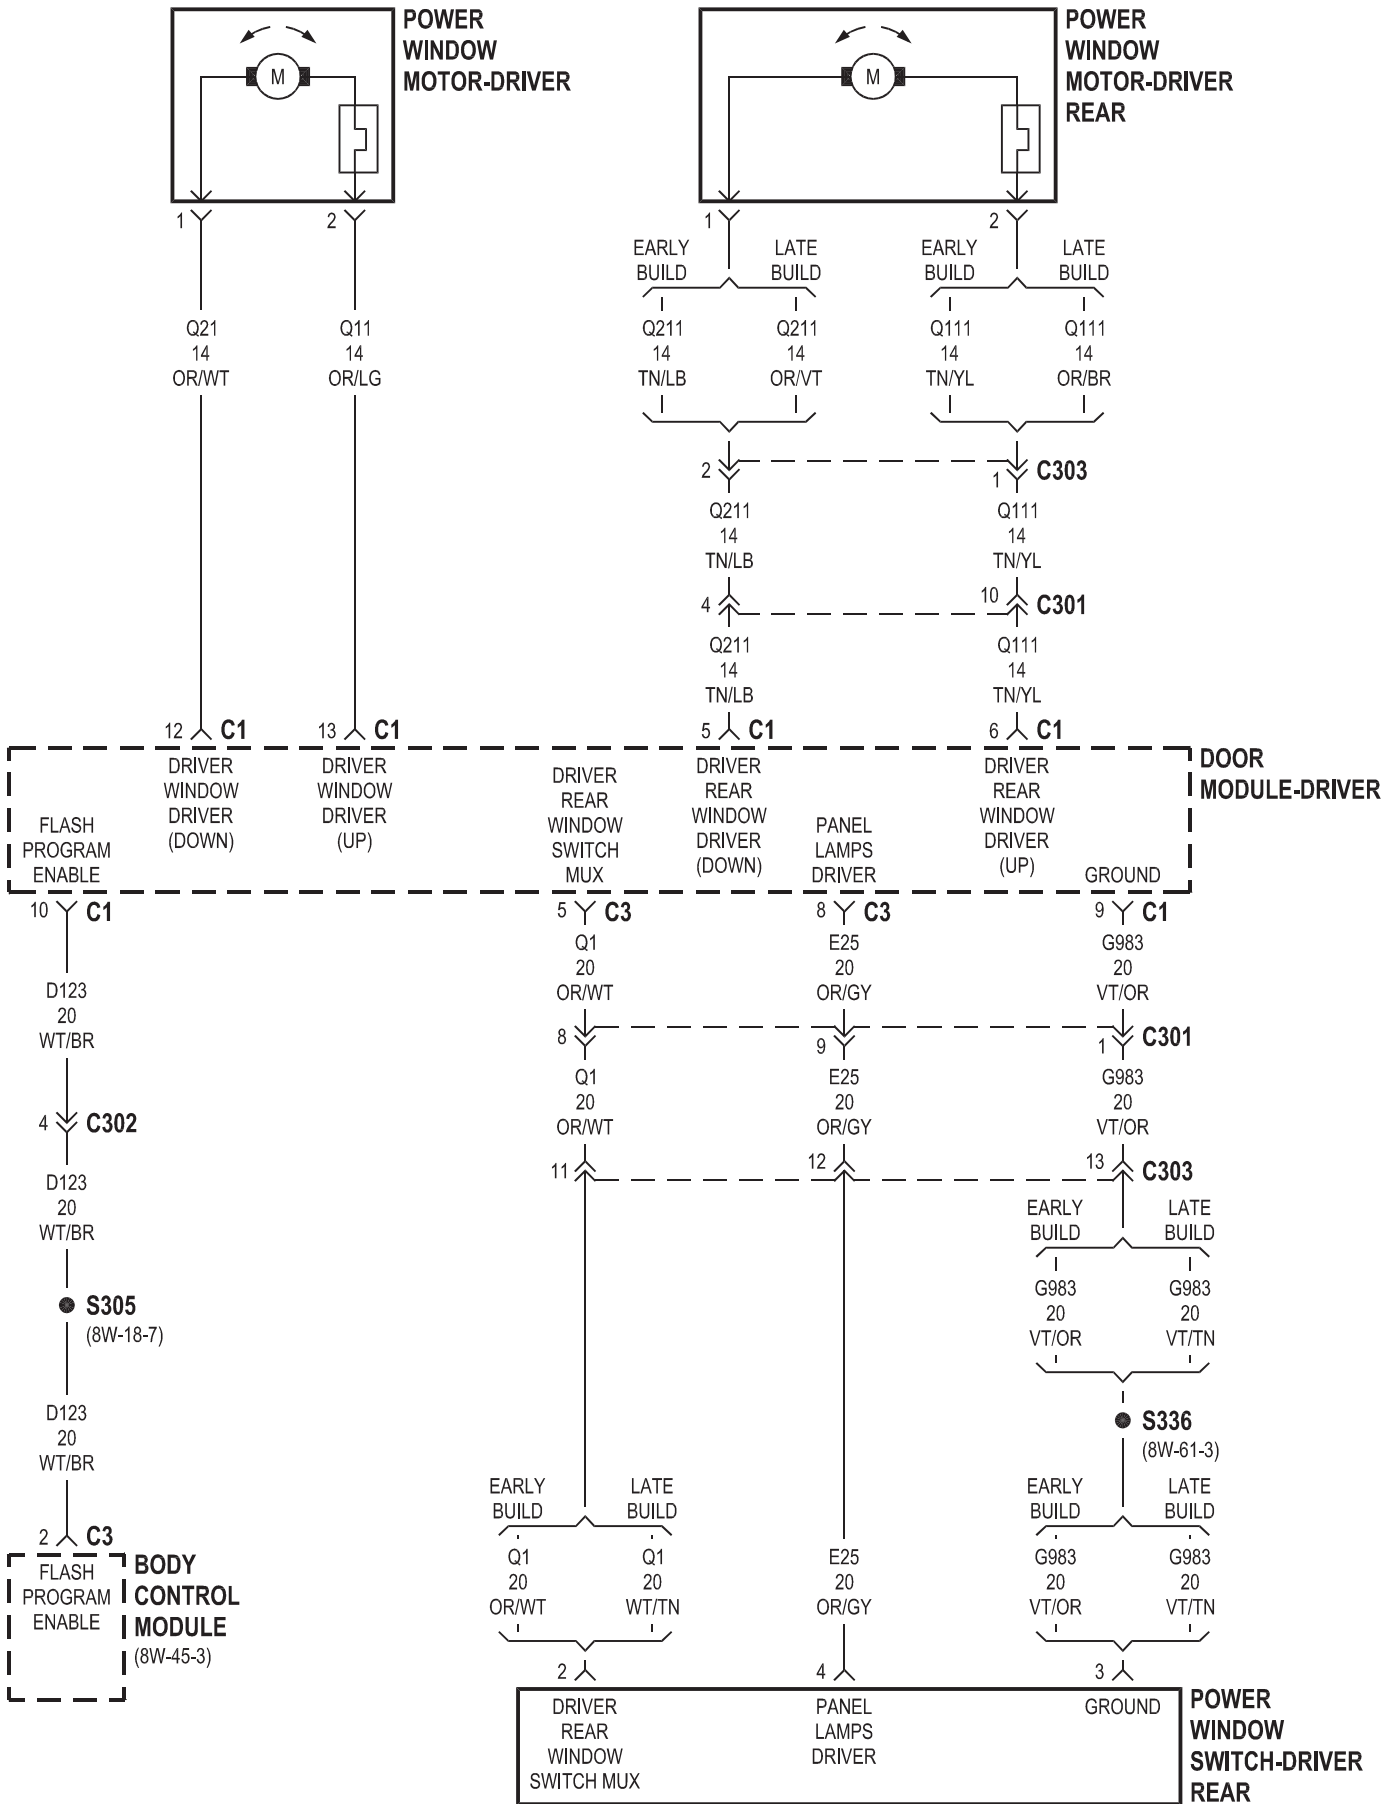 POWER
WINDOW
MOTOR-DRIVER
POWER
WINDOW
MOTOR-DRIVER
REAR
M
M
1
2
1
2
EARLY
BUILD
LATE
BUILD
EARLY
BUILD
LATE
BUILD
Q21
14
OR/WT
Q11
14
OR/LG
Q211
14
TN/LB
Q211
14
OR/VT
Q111
14
TN/YL
Q111
14
OR/BR
2
1
C303
Q211
14
TN/LB
Q111
14
TN/YL
4
10
C301
Q211
14
TN/LB
Q111
14
TN/YL
12
C1
13
C1
5
C1
6
C1
DOOR
MODULE-DRIVER
FLASH
PROGRAM
ENABLE
DRIVER
WINDOW
DRIVER
(DOWN)
DRIVER
WINDOW
DRIVER
(UP)
DRIVER
REAR
WINDOW
SWITCH
MUX
DRIVER
REAR
WINDOW
DRIVER
(DOWN)
PANEL
LAMPS
DRIVER
DRIVER
REAR
WINDOW
DRIVER
(UP)
GROUND
10
C1
5
C3
8
C3
9
C1
D123
20
WT/BR
Q1
20
OR/WT
E25
20
OR/GY
G983
20
VT/OR
8
9
1
C301
4
C302
Q1
20
OR/WT
E25
20
OR/GY
G983
20
VT/OR
11
12
13
C303
D123
20
WT/BR
EARLY
BUILD
LATE
BUILD
G983
20
VT/OR
G983
20
VT/TN
S305
(8W-18-7)
S336
(8W-61-3)
D123
20
WT/BR
EARLY
BUILD
LATE
BUILD
EARLY
BUILD
LATE
BUILD
2
C3
Q1
20
OR/WT
Q1
20
WT/TN
E25
20
OR/GY
G983
20
VT/OR
G983
20
VT/TN
FLASH
PROGRAM
ENABLE
BODY
CONTROL
MODULE
(8W-45-3)
2
4
3
DRIVER
REAR
WINDOW
SWITCH MUX
PANEL
LAMPS
DRIVER
GROUND
POWER
WINDOW
SWITCH-DRIVER
REAR